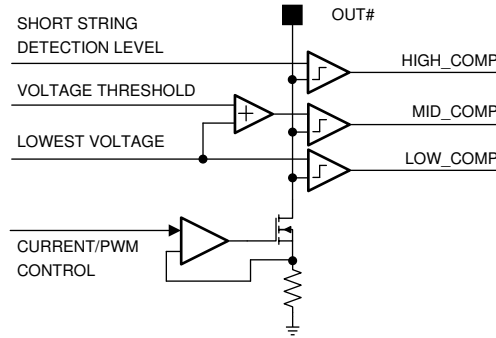 SHORT STRING
DETECTION LEVEL
OUT#
HIGH_COMP
VOLTAGE THRESHOLD
MID_COMP
LOWEST VOLTAGE
LOW_COMP
CURRENT/PWM
CONTROL